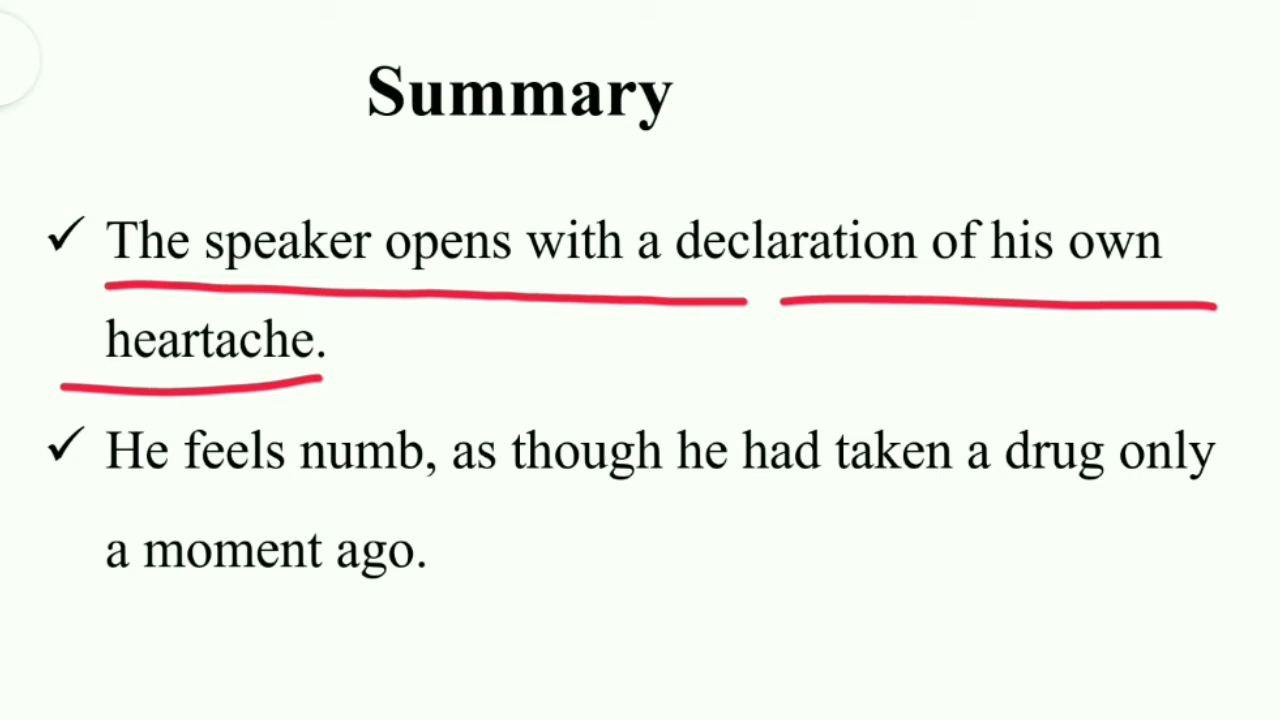 Summary
✓ The speaker opens with a declaration of his own
heartache.
✓ He feels numb, as though he had taken a drug only
a moment ago.